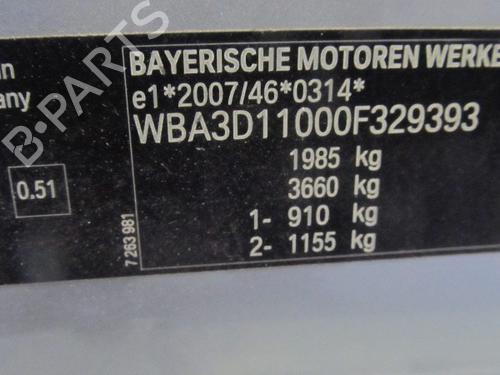 BAYERISCHE MOTOREN WERKE
e1*2007/46*0314*
WBA3D11000F329393
1985 kg
3660 kg
1- 910 kg
2- 1155 kg
0.51
7 263 981
B-PARTS